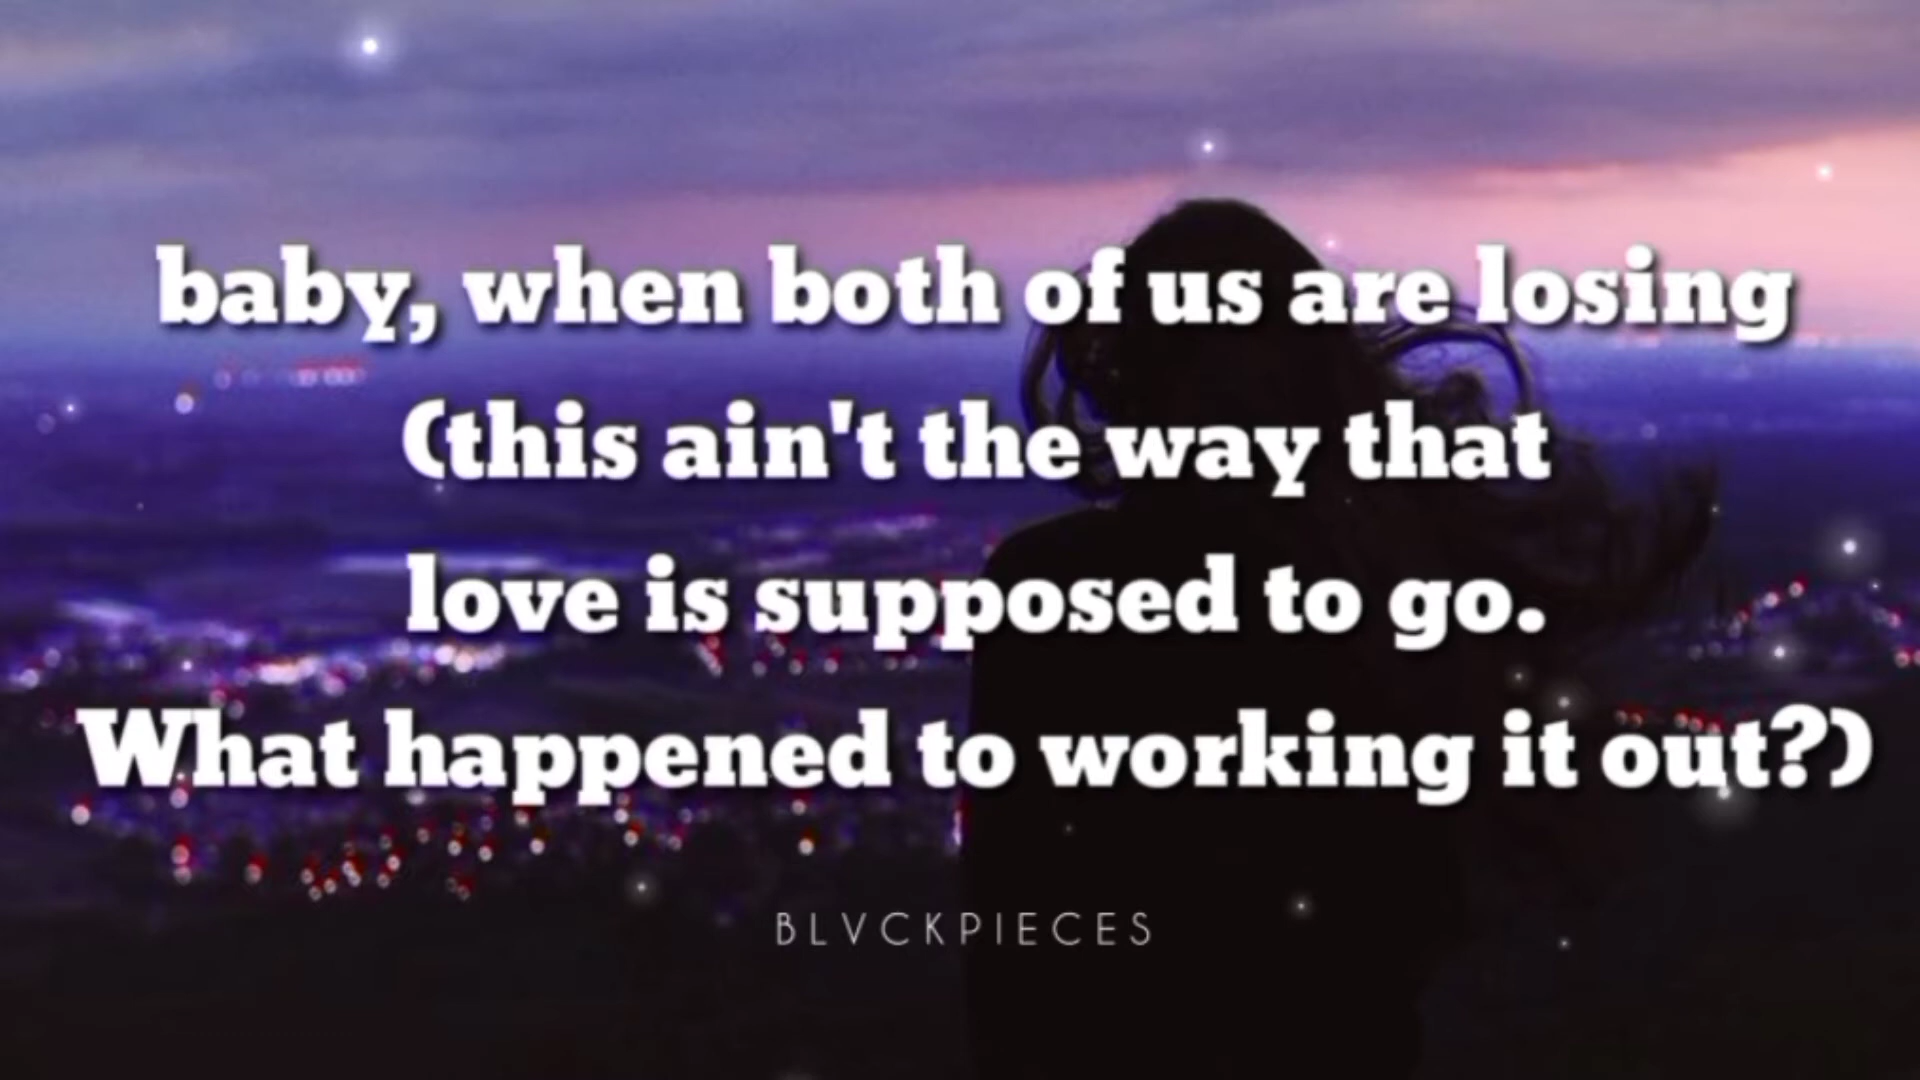 baby, when both of us are losing
(this ain't the way that
love is supposed to go.
What happened to working it out?)
BLVCKPIECES